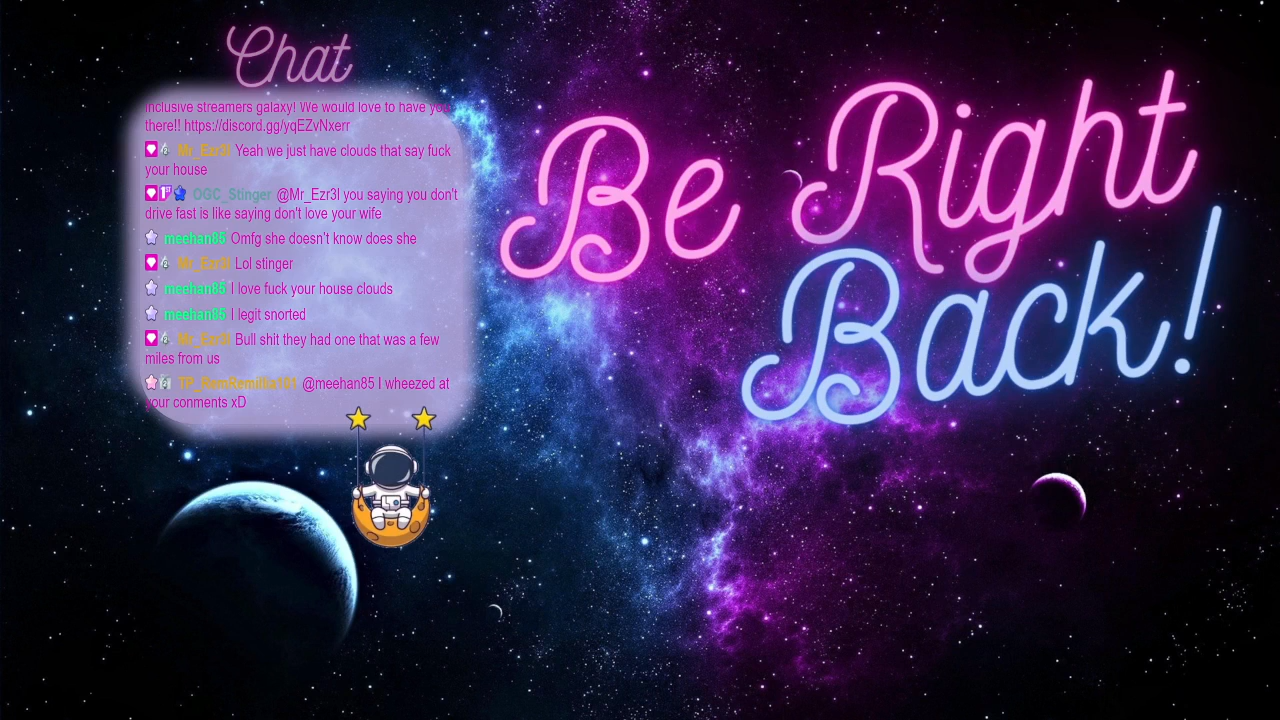 Chat
inclusive streamers galaxy! We would love to have you
there!! https://discord.gg/yqEZvNxerr
Mr_Ezr3l Yeah we just have clouds that say fuck
your house
1st OGC_Stinger @Mr_Ezr3l you saying you don't
drive fast is like saying don't love your wife
meehan85 Omfg she doesn't know does she
Mr_Ezr3l Lol stinger
meehan85 I love fuck your house clouds
meehan85 I legit snorted
Mr_Ezr3l Bull shit they had one that was a few
miles from us
@meehan85 I wheezed at
your conments xD
Be Right
Back!